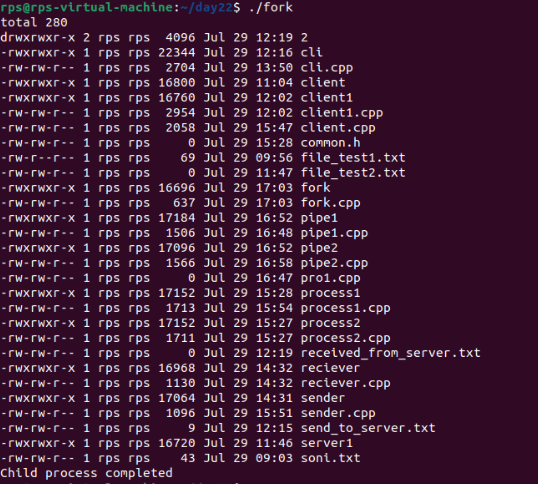 rps@rps-virtual-machine:~/day22$ ./fork
total 280
drwxrwxr-x 2 rps rps  4096 Jul 29 12:19 2
-rwxrwxr-x 1 rps rps 22344 Jul 29 12:16 cli
-rw-rw-r-- 1 rps rps  2704 Jul 29 13:50 cli.cpp
-rwxrwxr-x 1 rps rps 16800 Jul 29 11:04 client
-rwxrwxr-x 1 rps rps 16760 Jul 29 12:02 client1
-rw-rw-r-- 1 rps rps  2954 Jul 29 12:02 client1.cpp
-rw-rw-r-- 1 rps rps  2058 Jul 29 15:47 client.cpp
-rw-rw-r-- 1 rps rps     0 Jul 29 15:28 common.h
-rw-r--r-- 1 rps rps    69 Jul 29 09:56 file_test1.txt
-rw-rw-r-- 1 rps rps     0 Jul 29 11:47 file_test2.txt
-rwxrwxr-x 1 rps rps 16696 Jul 29 17:03 fork
-rw-rw-r-- 1 rps rps   637 Jul 29 17:03 fork.cpp
-rwxrwxr-x 1 rps rps 17184 Jul 29 16:52 pipe1
-rw-rw-r-- 1 rps rps  1506 Jul 29 16:48 pipe1.cpp
-rwxrwxr-x 1 rps rps 17096 Jul 29 16:52 pipe2
-rw-rw-r-- 1 rps rps  1566 Jul 29 16:58 pipe2.cpp
-rw-rw-r-- 1 rps rps     0 Jul 29 16:47 pro1.cpp
-rwxrwxr-x 1 rps rps 17152 Jul 29 15:28 process1
-rw-rw-r-- 1 rps rps  1713 Jul 29 15:54 process1.cpp
-rwxrwxr-x 1 rps rps 17152 Jul 29 15:27 process2
-rw-rw-r-- 1 rps rps  1711 Jul 29 15:27 process2.cpp
-rw-rw-r-- 1 rps rps     0 Jul 29 12:19 received_from_server.txt
-rwxrwxr-x 1 rps rps 16968 Jul 29 14:32 reciever
-rw-rw-r-- 1 rps rps  1130 Jul 29 14:32 reciever.cpp
-rwxrwxr-x 1 rps rps 17064 Jul 29 14:31 sender
-rw-rw-r-- 1 rps rps  1096 Jul 29 15:51 sender.cpp
-rw-rw-r-- 1 rps rps     9 Jul 29 12:15 send_to_server.txt
-rwxrwxr-x 1 rps rps 16720 Jul 29 11:46 server1
-rw-rw-r-- 1 rps rps    43 Jul 29 09:03 soni.txt
Child process completed